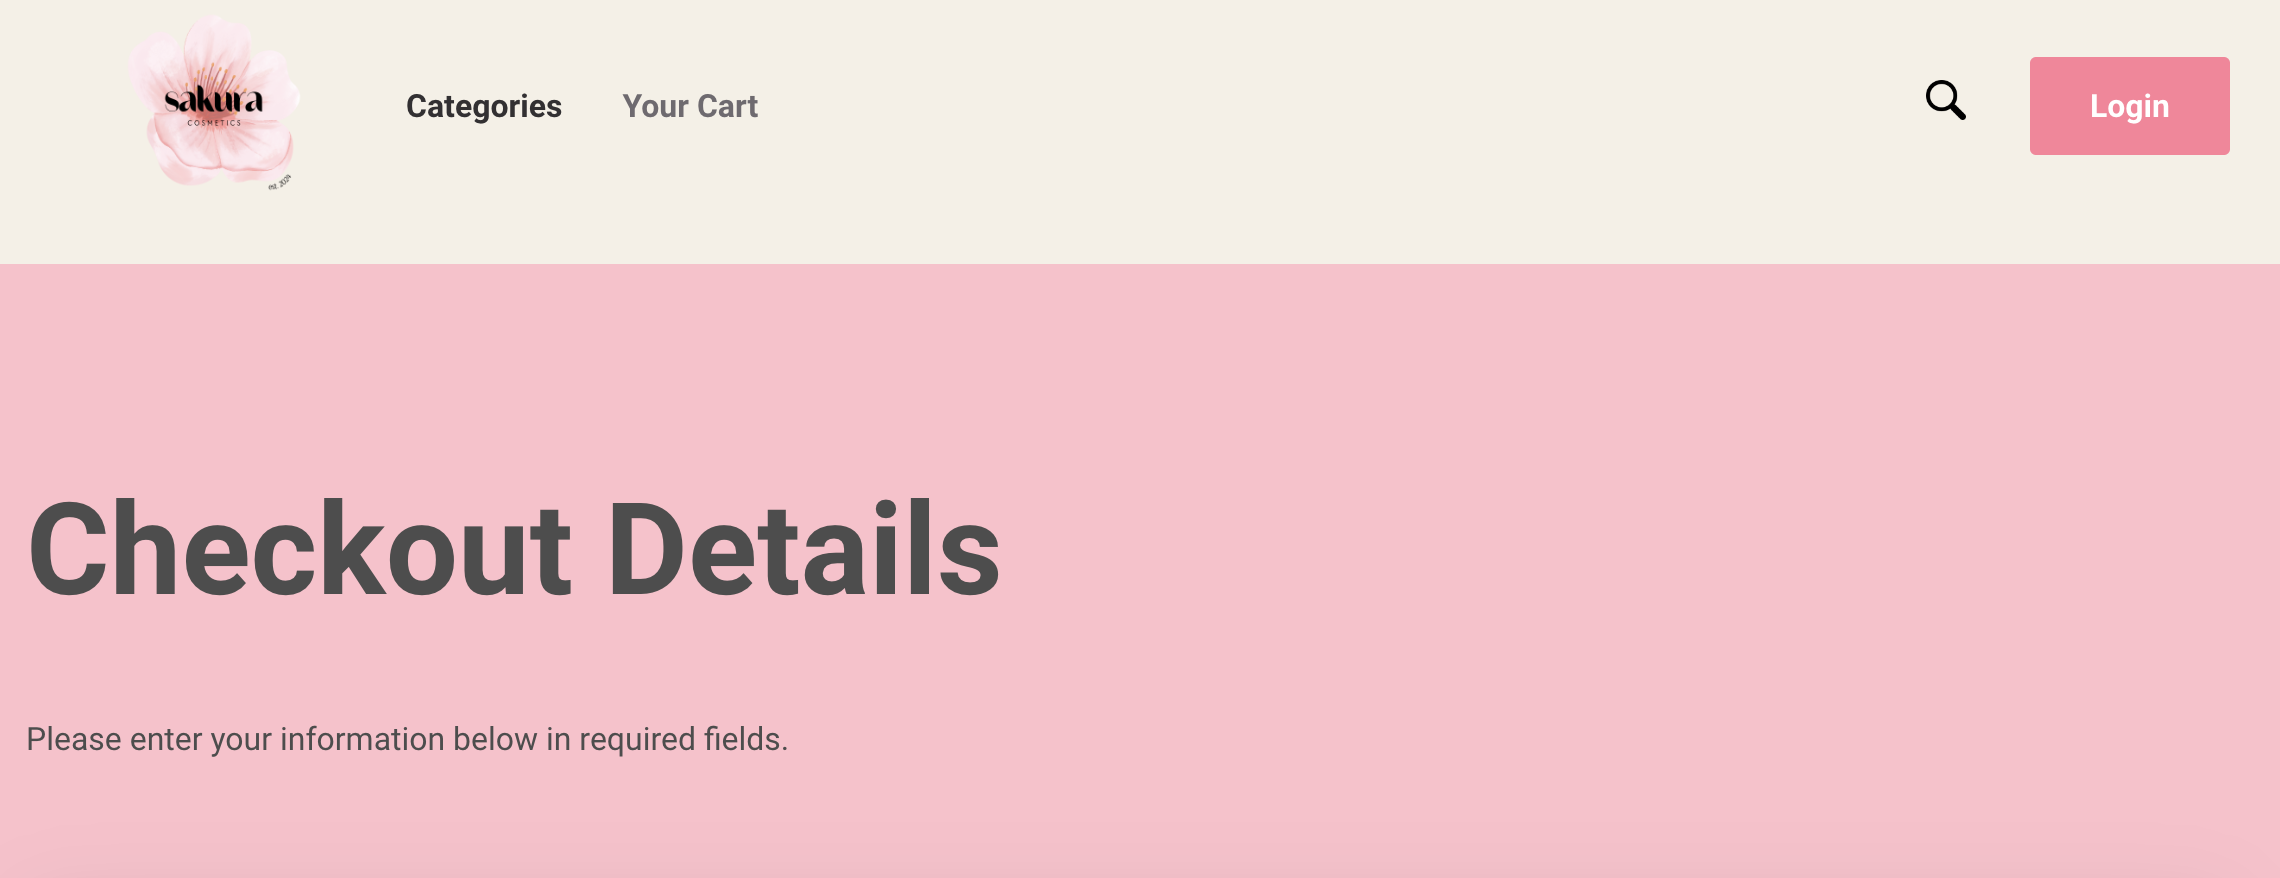 sakura
COSMETICS
est. 2024
Categories
Your Cart
Login
Checkout Details
Please enter your information below in required fields.